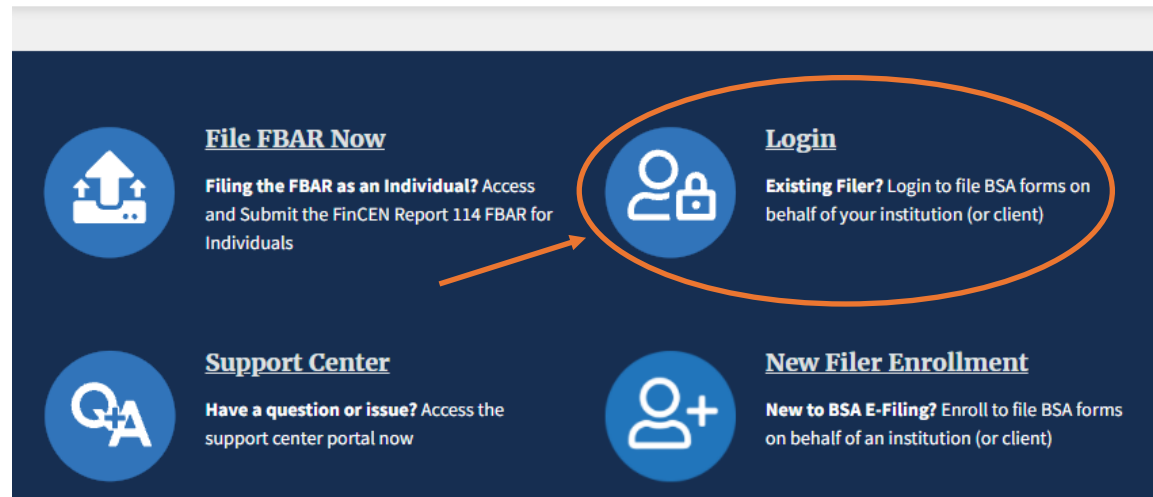 File FBAR Now
Filing the FBAR as an Individual? Access
and Submit the FinCEN Report 114 FBAR for
Individuals
Login
Existing Filer? Login to file BSA forms on
behalf of your institution (or client)
Q+A
Support Center
Have a question or issue? Access the
support center portal now
New Filer Enrollment
New to BSA E-Filing? Enroll to file BSA forms
on behalf of an institution (or client)